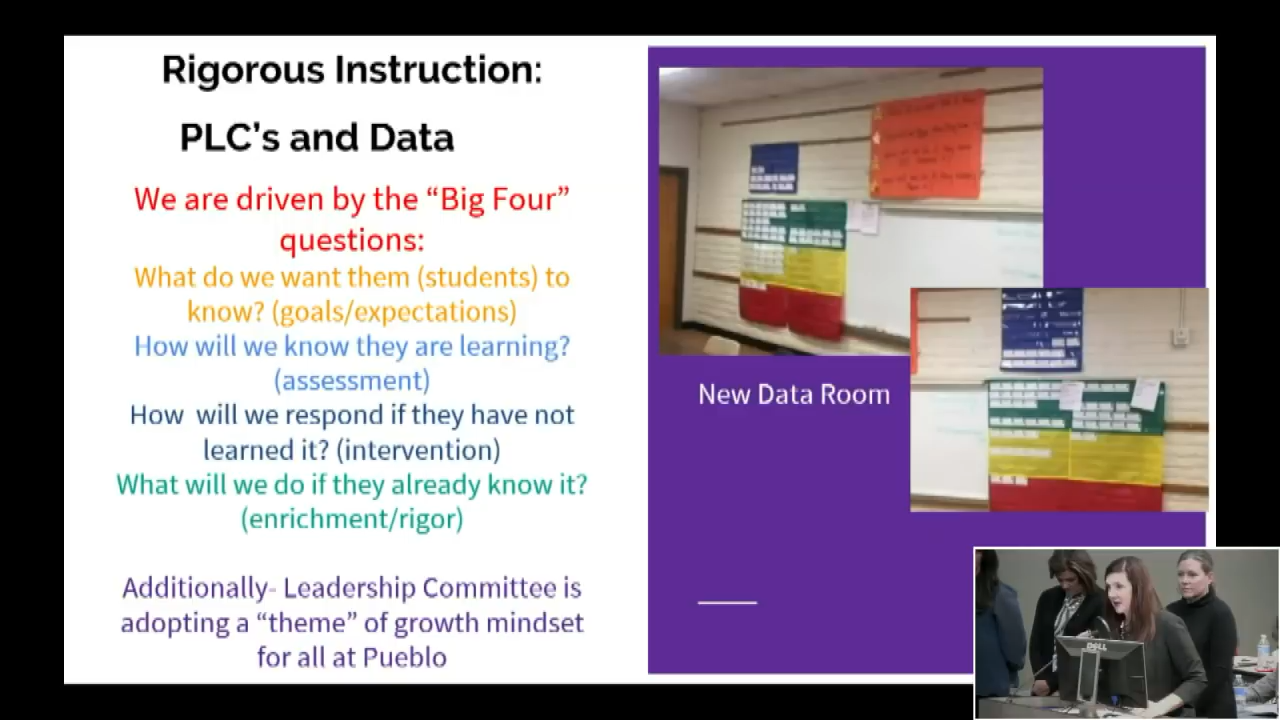 Rigorous Instruction:
PLC's and Data
We are driven by the “Big Four”
questions:
What do we want them (students) to
know? (goals/expectations)
How will we know they are learning?
(assessment)
How will we respond if they have not
learned it? (intervention)
What will we do if they already know it?
(enrichment/rigor)
Additionally- Leadership Committee is
adopting a “theme” of growth mindset
for all at Pueblo
New Data Room
DELL